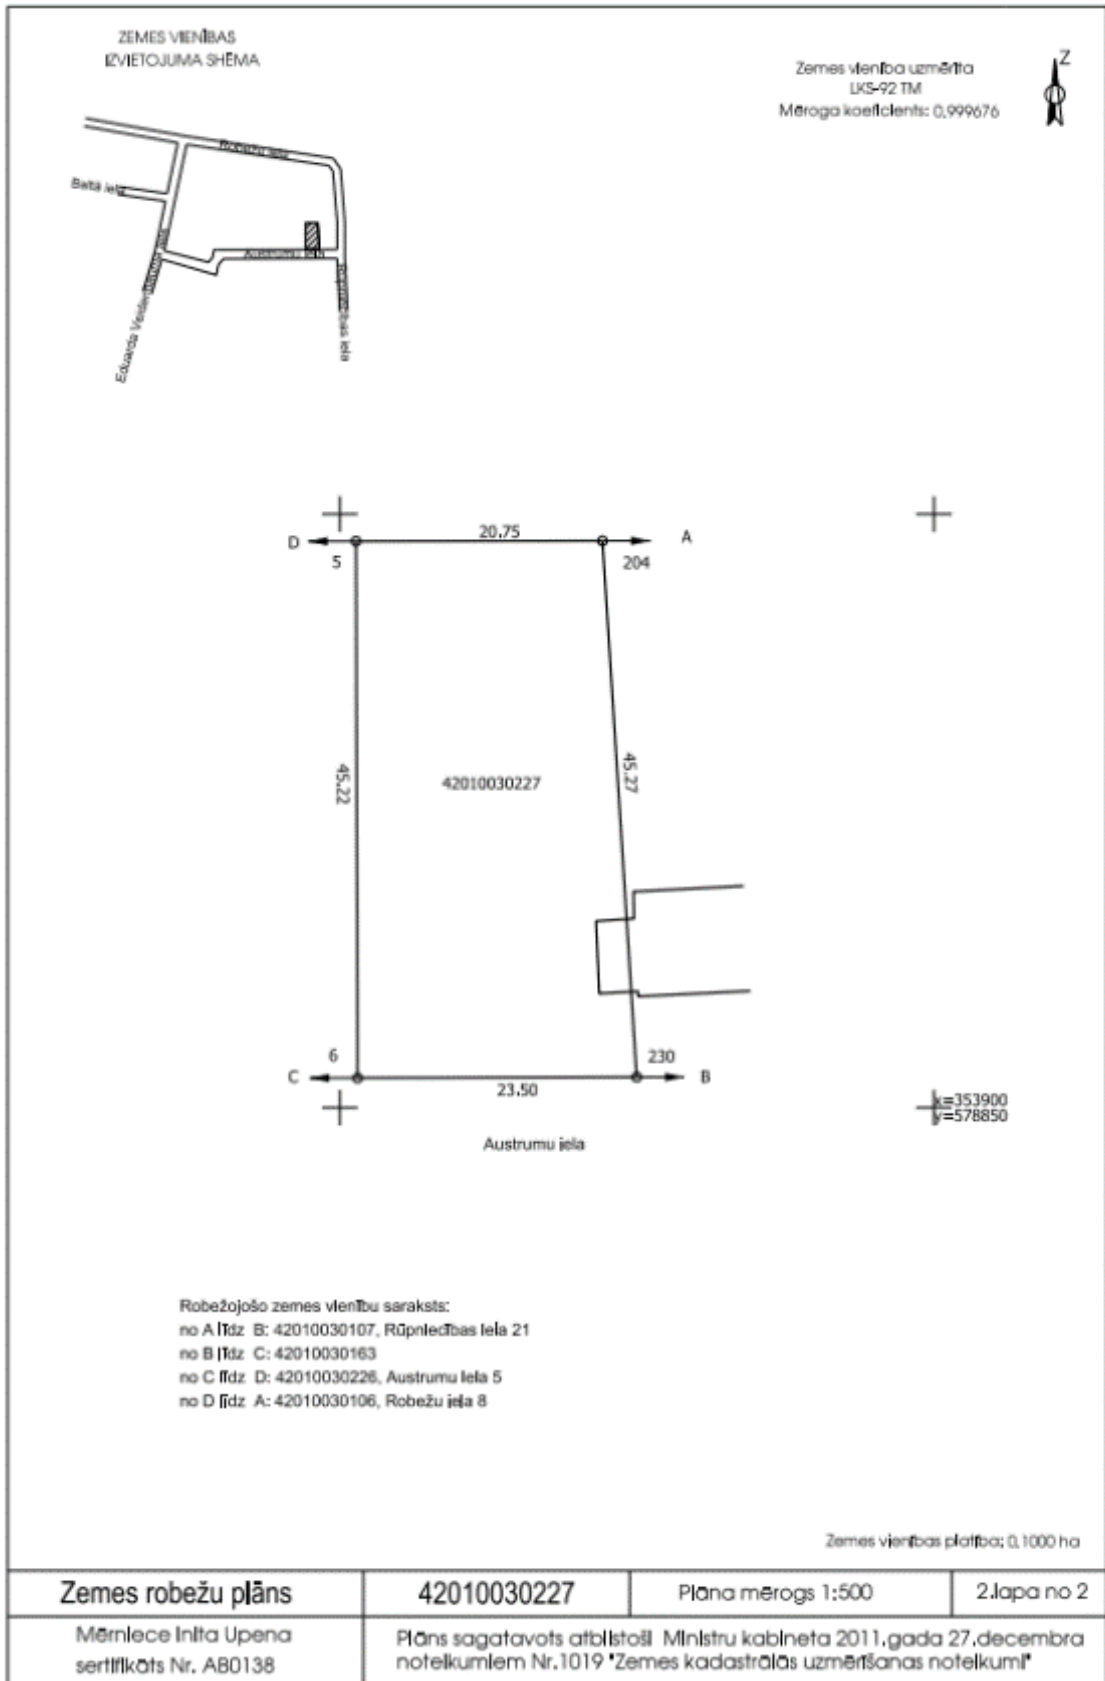 ZEMES VIENĪBAS
IZVIETOJUMA SHĒMA
Zemes vienība uzmērīta
LKS-92 TM
Mēroga koeficients: 0,999676
Z
Robežu iela
Baltā iela
Austrumu iela
Eduarda Veidenbauma iela
Rūpniecības iela
D
20.75
A
5
204
45.22
42010030227
45.27
6
230
C
23.50
B
x=353900
y=578850
Austrumu iela
Robežojošo zemes vienību saraksts:
no A līdz B: 42010030107, Rūpniecības iela 21
no B līdz C: 42010030163
no C līdz D: 42010030226, Austrumu iela 5
no D līdz A: 42010030106, Robežu iela 8
Zemes vienības platība: 0.1000 ha
Zemes robežu plāns
42010030227
Plāna mērogs 1:500
2.lapa no 2
Mērniece Inita Upena
sertifikāts Nr. AB0138
Plāns sagatavots atbilstoši Ministru kabineta 2011.gada 27.decembra
noteikumiem Nr.1019 "Zemes kadastrālās uzmērīšanas noteikumi"